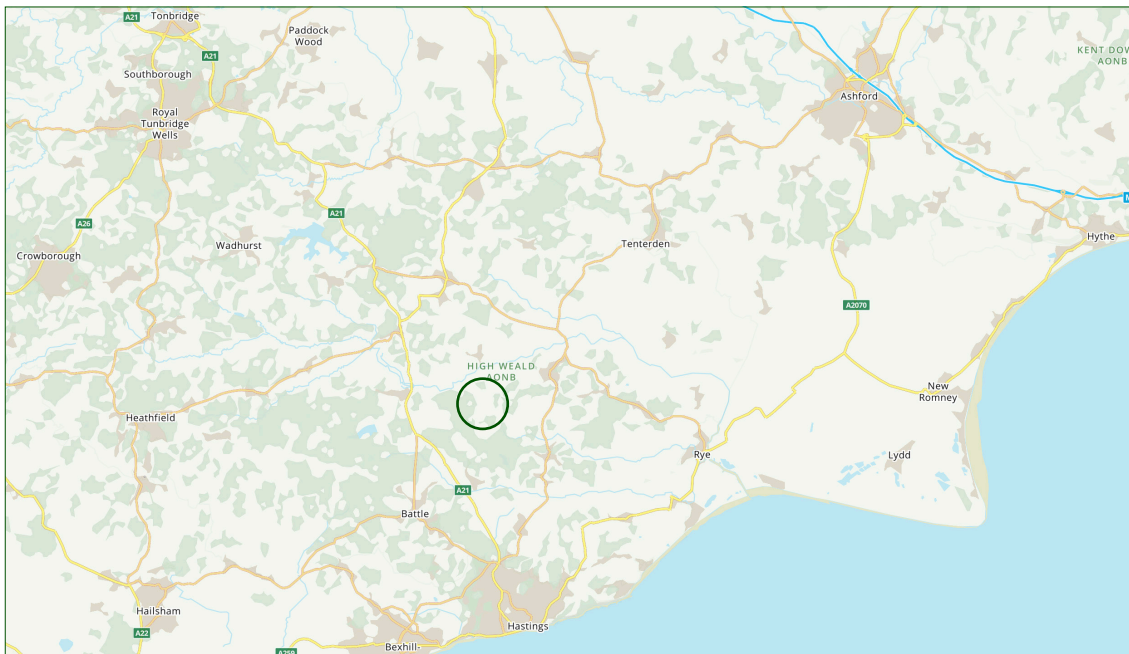 Tonbridge
A21
Paddock
Wood
KENT DOW
AONB
A21
Southborough
Ashford
Royal
Tunbridge
Wells
M
A21
A26
Hythe
Wadhurst
Tenterden
Crowborough
A2070
HIGH WEALD
AONB
New
Romney
Heathfield
Rye
Lydd
A21
Battle
Hailsham
Hastings
A22
Bexhill-
A259